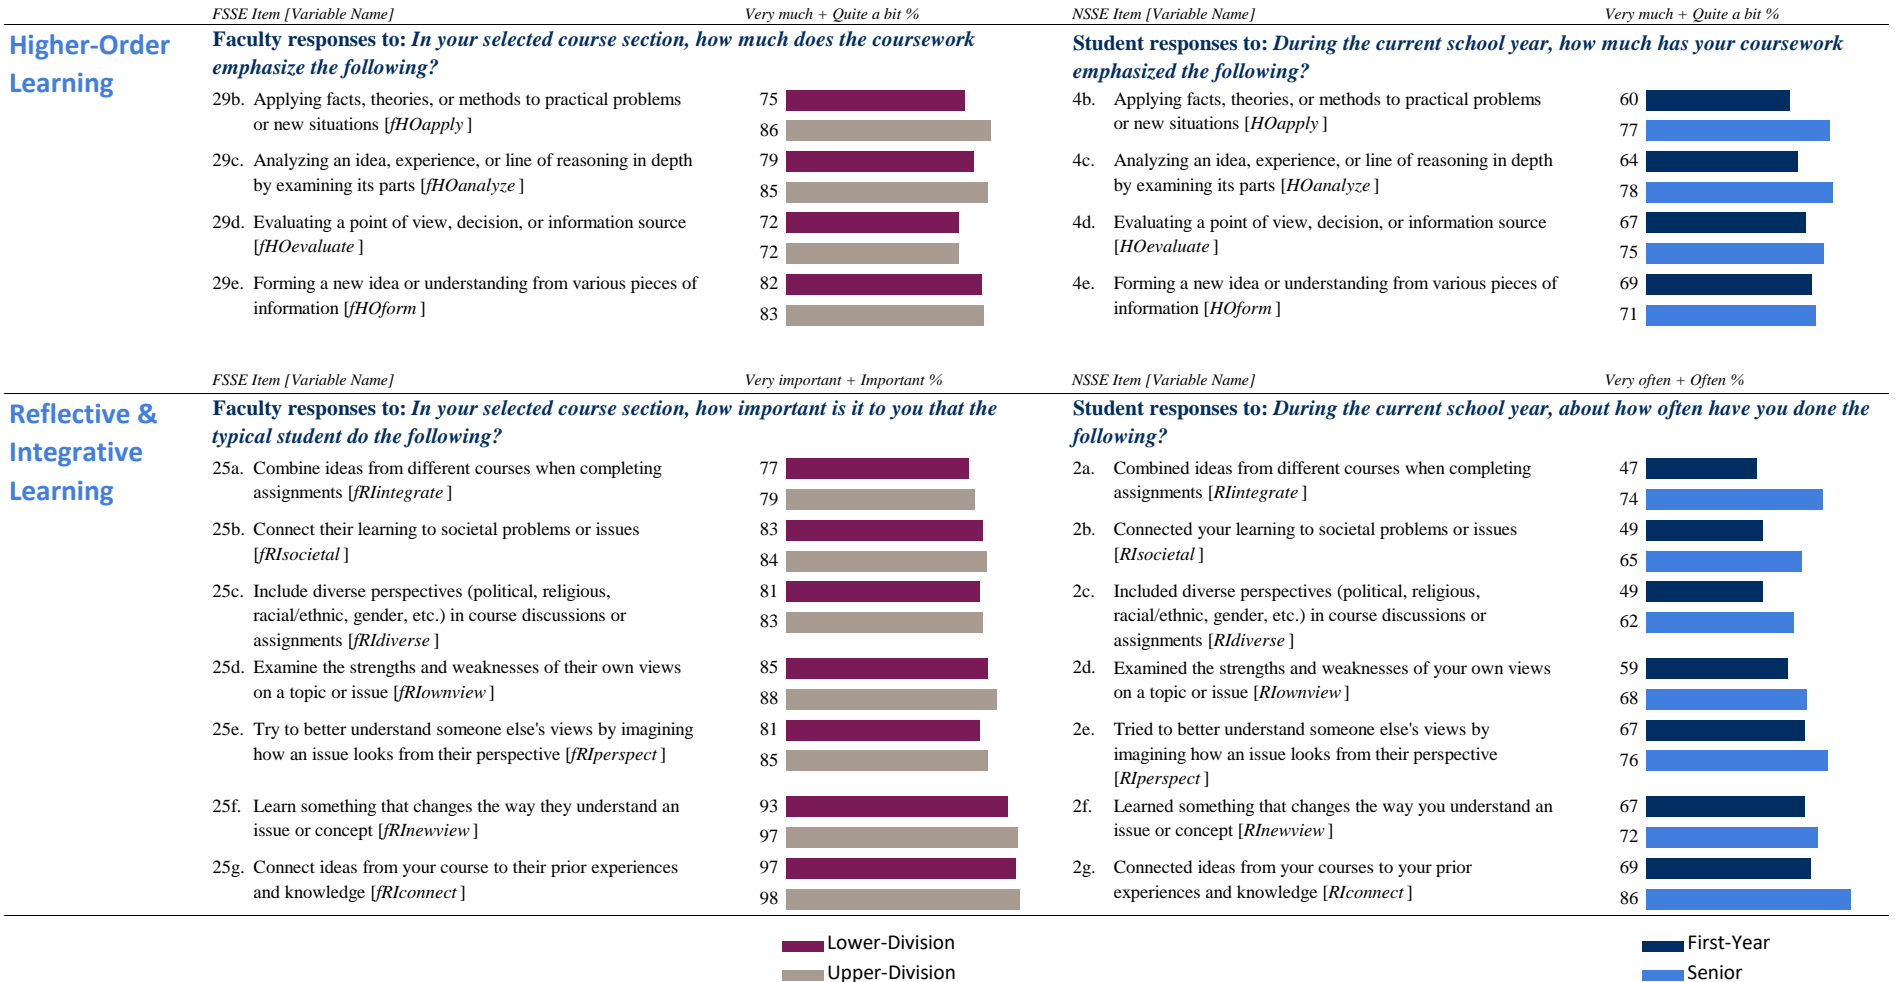 FSSE Item [Variable Name]
Very much + Quite a bit %
NSSE Item [Variable Name]
Very much + Quite a bit %
Higher-Order
Learning
Faculty responses to: In your selected course section, how much does the coursework
emphasize the following?
Student responses to: During the current school year, how much has your coursework
emphasized the following?
29b. Applying facts, theories, or methods to practical problems
or new situations [fHOapply ]
75
86
4b. Applying facts, theories, or methods to practical problems
or new situations [HOapply ]
60
77
29c. Analyzing an idea, experience, or line of reasoning in depth
by examining its parts [fHOanalyze ]
79
85
4c. Analyzing an idea, experience, or line of reasoning in depth
by examining its parts [HOanalyze ]
64
78
29d. Evaluating a point of view, decision, or information source
[fHOevaluate ]
72
72
4d. Evaluating a point of view, decision, or information source
[HOevaluate ]
67
75
29e. Forming a new idea or understanding from various pieces of
information [fHOform ]
82
83
4e. Forming a new idea or understanding from various pieces of
information [HOform ]
69
71
FSSE Item [Variable Name]
Very important + Important %
NSSE Item [Variable Name]
Very often + Often %
Reflective &
Integrative
Learning
Faculty responses to: In your selected course section, how important is it to you that the
typical student do the following?
Student responses to: During the current school year, about how often have you done the
following?
25a. Combine ideas from different courses when completing
assignments [fRIintegrate ]
77
79
2a. Combined ideas from different courses when completing
assignments [RIintegrate ]
47
74
25b. Connect their learning to societal problems or issues
[fRIsocietal ]
83
84
2b. Connected your learning to societal problems or issues
[RIsocietal ]
49
65
25c. Include diverse perspectives (political, religious,
racial/ethnic, gender, etc.) in course discussions or
assignments [fRIdiverse ]
81
83
2c. Included diverse perspectives (political, religious,
racial/ethnic, gender, etc.) in course discussions or
assignments [RIdiverse ]
49
62
25d. Examine the strengths and weaknesses of their own views
on a topic or issue [fRIownview ]
85
88
2d. Examined the strengths and weaknesses of your own views
on a topic or issue [RIownview ]
59
68
25e. Try to better understand someone else's views by imagining
how an issue looks from their perspective [fRIperspect ]
81
85
2e. Tried to better understand someone else's views by
imagining how an issue looks from their perspective
[RIperspect ]
67
76
25f. Learn something that changes the way they understand an
issue or concept [fRInewview ]
93
97
2f. Learned something that changes the way you understand an
issue or concept [RInewview ]
67
72
25g. Connect ideas from your course to their prior experiences
and knowledge [fRIconnect ]
97
98
2g. Connected ideas from your courses to your prior
experiences and knowledge [RIconnect ]
69
86
Lower-Division
Upper-Division
First-Year
Senior